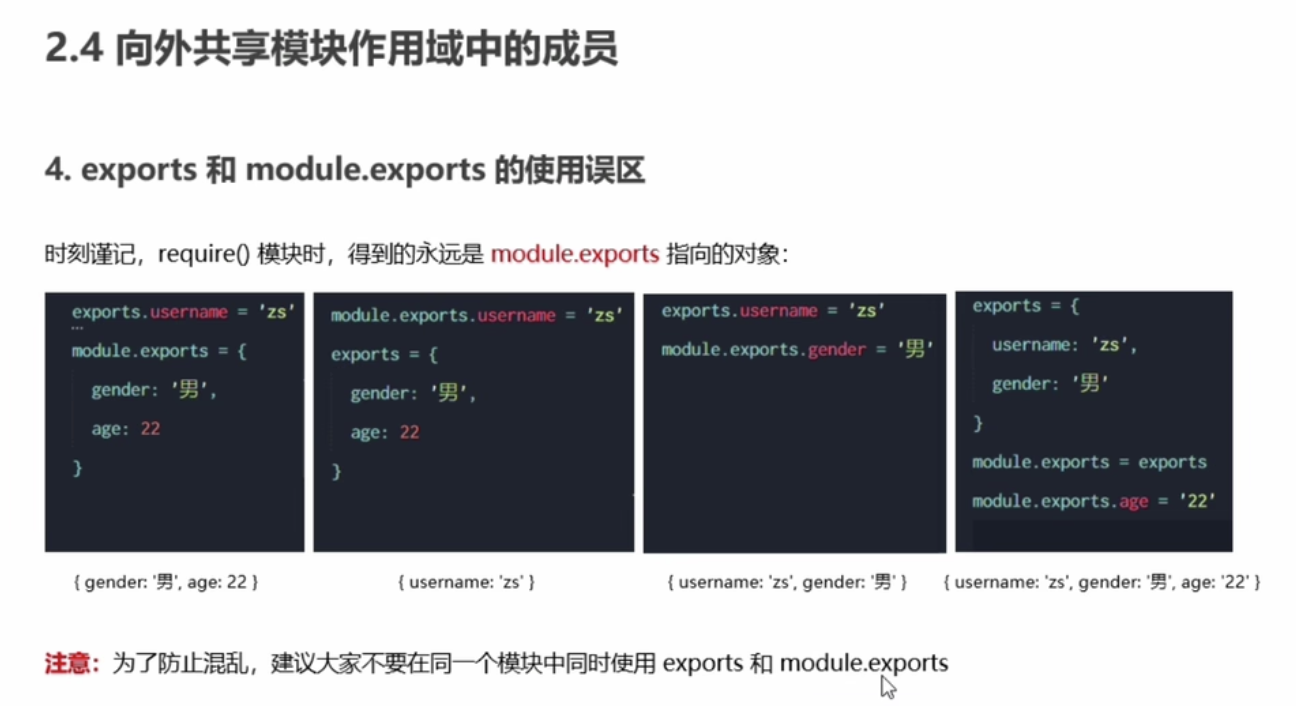 2.4 向外共享模块作用域中的成员
4. exports 和 module.exports 的使用误区
时刻谨记，require() 模块时，得到的永远是 module.exports 指向的对象：
exports.username = 'zs'
module.exports = {
gender: '男',
age: 22
}
{ gender: '男', age: 22 }
module.exports.username = 'zs'
exports = {
gender: '男',
age: 22
}
{ username: 'zs' }
exports.username = 'zs'
module.exports.gender = '男'
{ username: 'zs', gender: '男' }
exports = {
username: 'zs',
gender: '男'
}
module.exports = exports
module.exports.age = '22'
{ username: 'zs', gender: '男', age: '22' }
注意：为了防止混乱，建议大家不要在同一个模块中同时使用 exports 和 module.exports